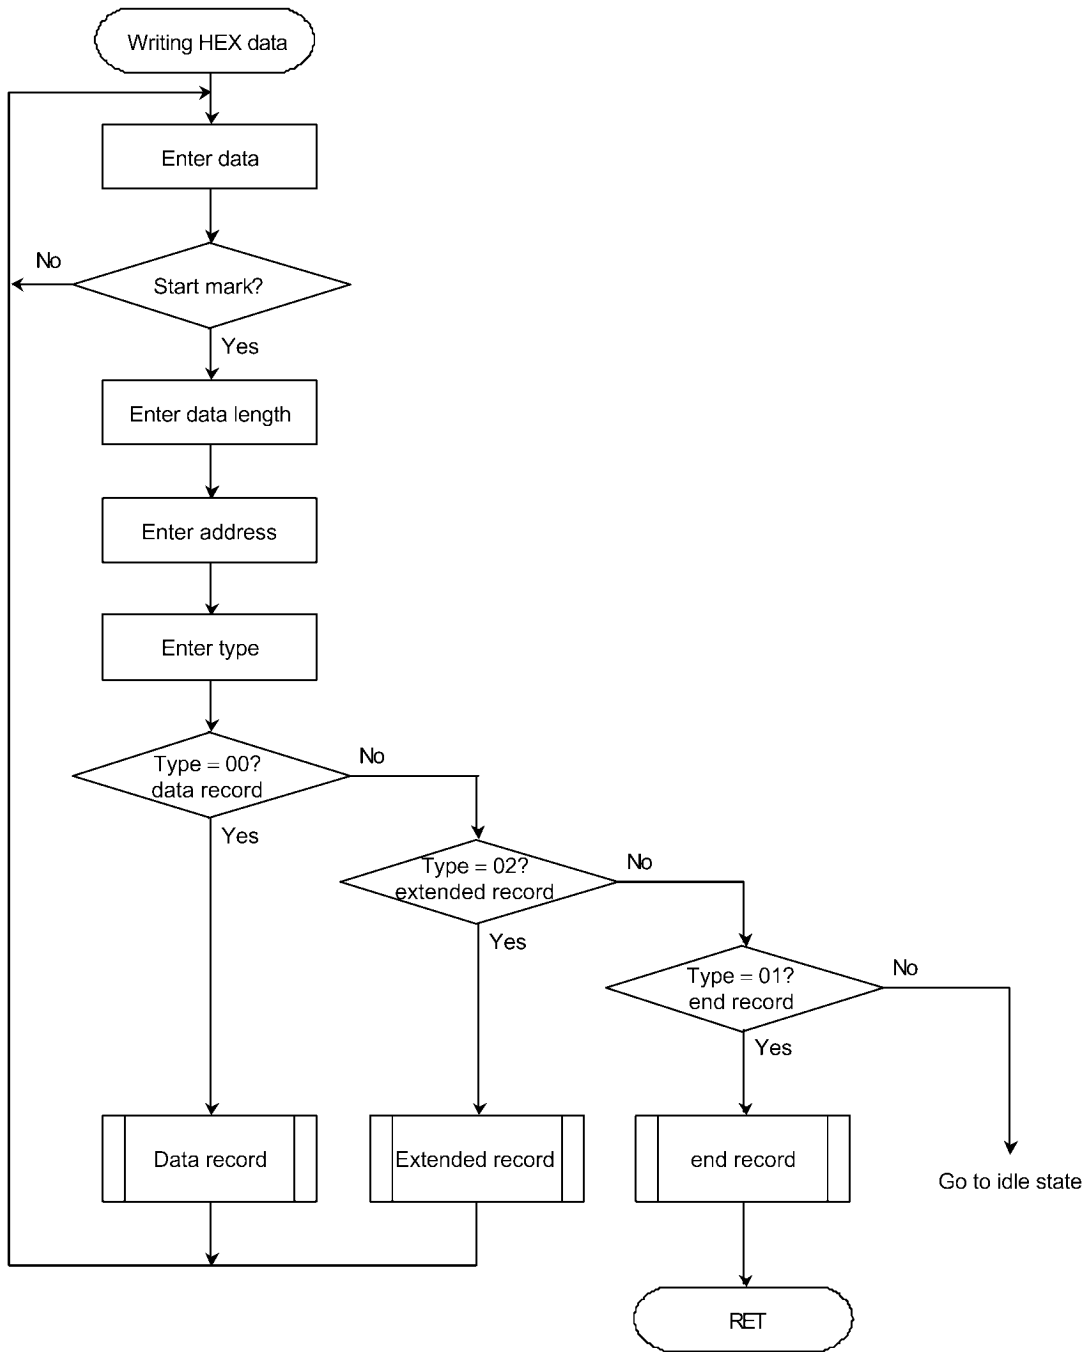 Writing HEX data
Enter data
No
Start mark?
Yes
Enter data length
Enter address
Enter type
Type = 00?
data record
No
Yes
Type = 02?
extended record
No
Yes
Type = 01?
end record
No
Yes
Data record
Extended record
end record
Go to idle state
RET